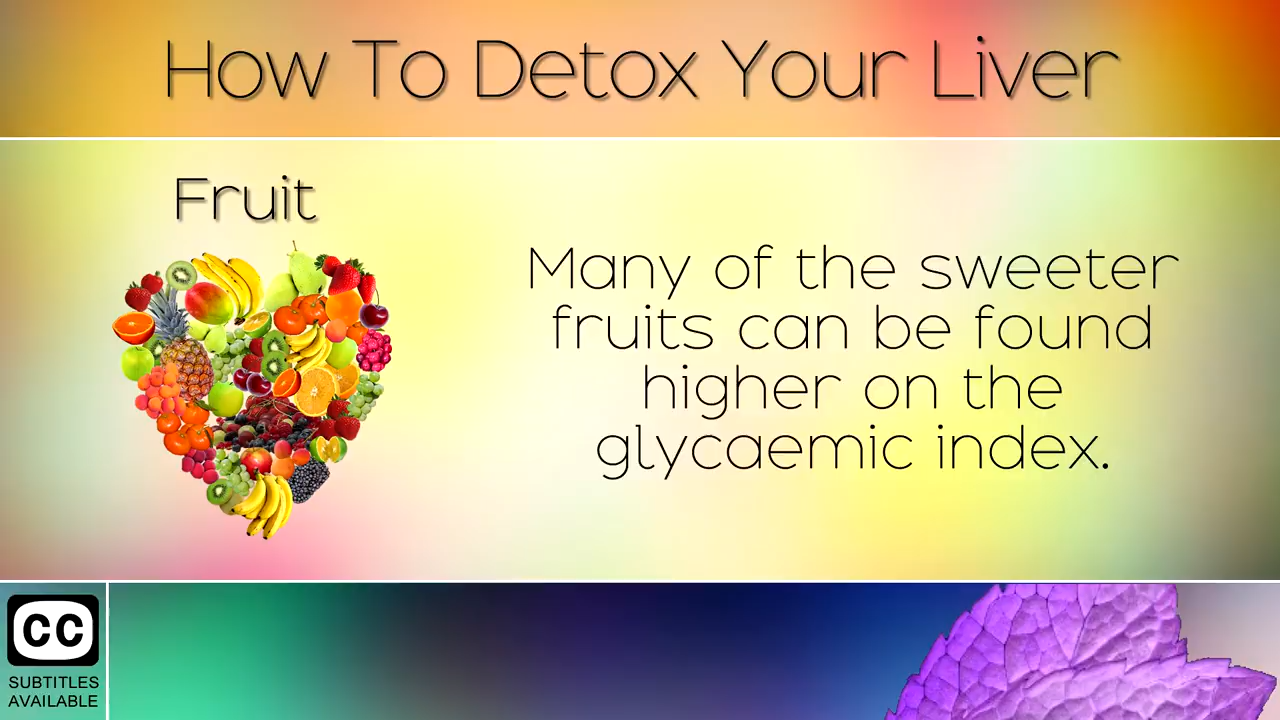 How To Detox Your Liver
Fruit
Many of the sweeter
fruits can be found
higher on the
glycaemic index.
CC
SUBTITLES
AVAILABLE